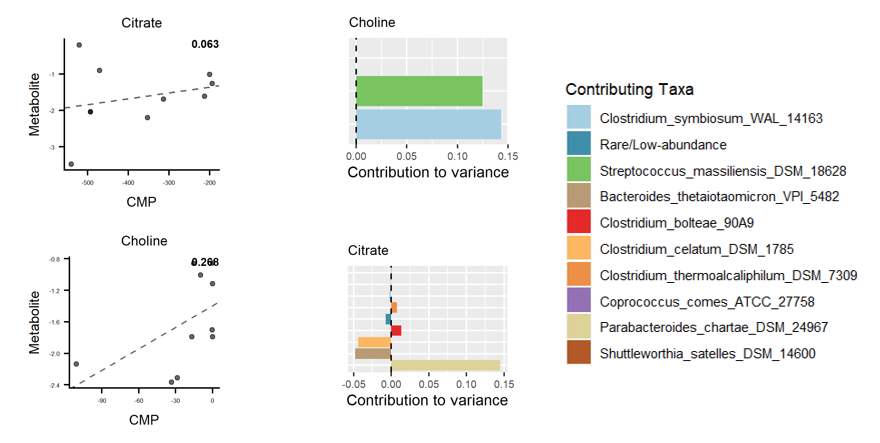 Citrate
0.063
Metabolite
-1
-2
-3
-500
-400
-300
-200
CMP
Choline
0.00
0.05
0.10
0.15
Contribution to variance
Choline
0.268
Metabolite
-0.8
-1.2
-1.6
-2.0
-2.4
-90
-60
-30
0
CMP
Citrate
-0.05
0.00
0.05
0.10
0.15
Contribution to variance
Contributing Taxa
Clostridium_symbiosum_WAL_14163
Rare/Low-abundance
Streptococcus_massiliensis_DSM_18628
Bacteroides_thetaiotaomicron_VPI_5482
Clostridium_bolteae_90A9
Clostridium_celatum_DSM_1785
Clostridium_thermoalcaliphilum_DSM_7309
Coprococcus_comes_ATCC_27758
Parabacteroides_chartae_DSM_24967
Shuttleworthia_satelles_DSM_14600